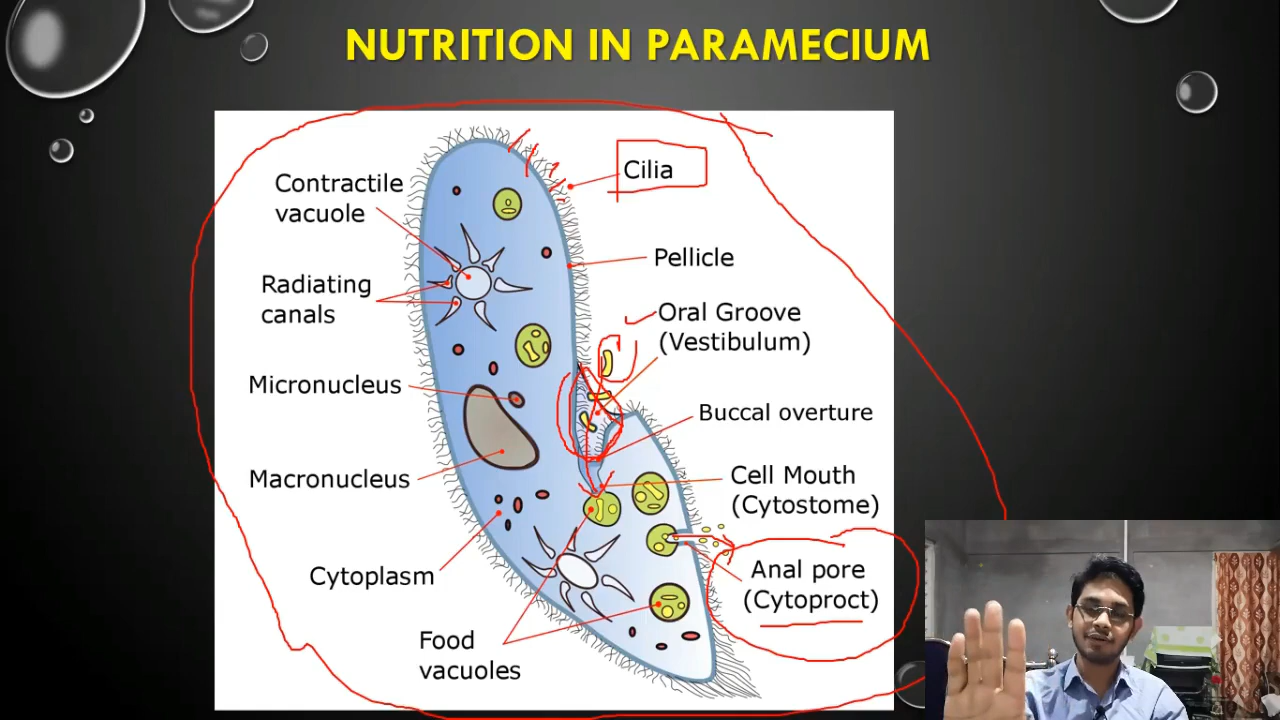 NUTRITION IN PARAMECIUM
Contractile
vacuole
Cilia
Pellicle
Radiating
canals
Oral Groove
(Vestibulum)
Micronucleus
Buccal overture
Macronucleus
Cell Mouth
(Cytostome)
Cytoplasm
Anal pore
(Cytoproct)
Food
vacuoles